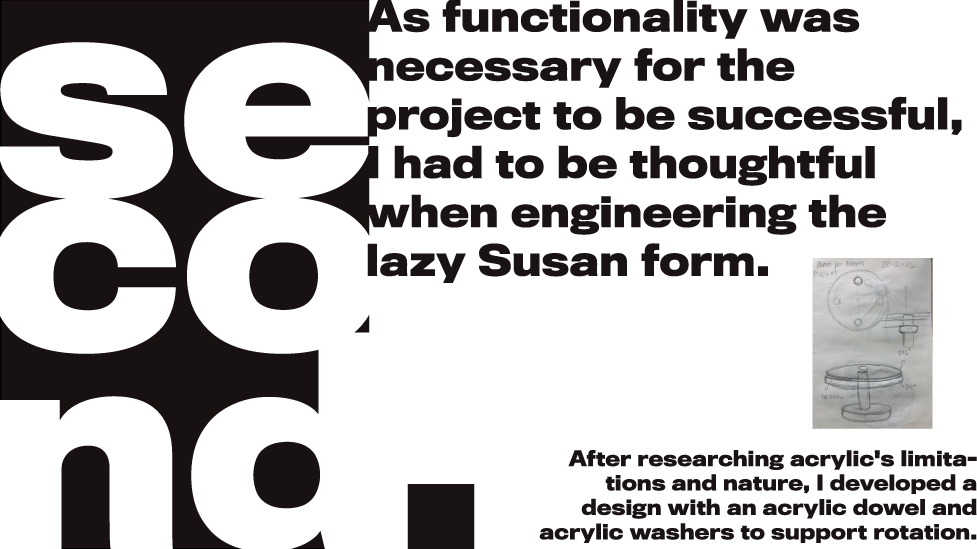 se
co
nd.
As functionality was
necessary for the
project to be successful,
I had to be thoughtful
when engineering the
lazy Susan form.
After researching acrylic's limita-
tions and nature, I developed a
design with an acrylic dowel and
acrylic washers to support rotation.